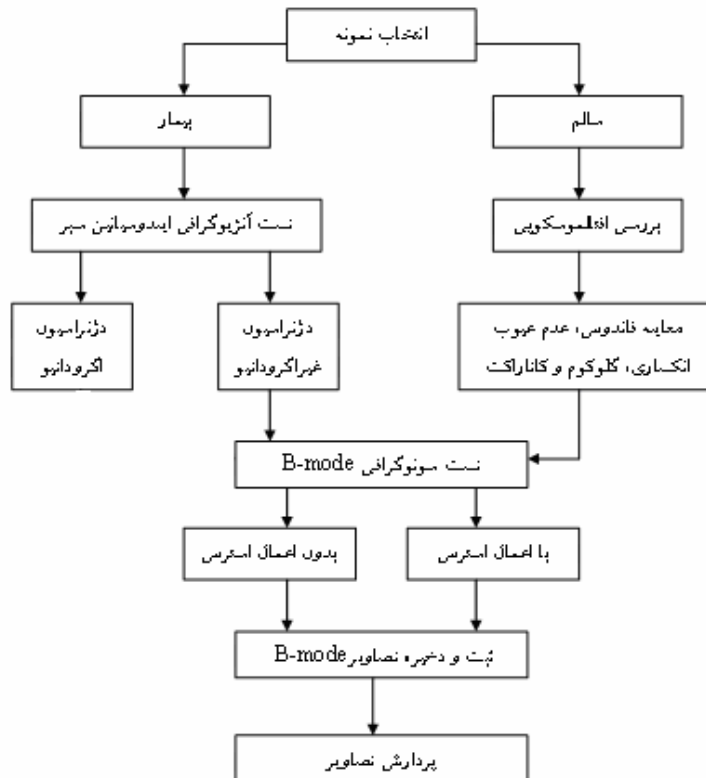 انتخاب نمونه
بیمار
سالم
تست آنژیوگرافی ایندوسیانین سبز
بررسی افتلموسکوپی
دژنراسیون
اگزوداتیو
دژنراسیون
غیراگزوداتیو
معاینه فاندوس، عدم عیوب
انکساری، گلوکوم و کاتاراکت
تست سونوگرافی B-mode
بدون اعمال استرس
با اعمال استرس
ثبت و ذخیره تصاویر B-mode
پردازش تصاویر